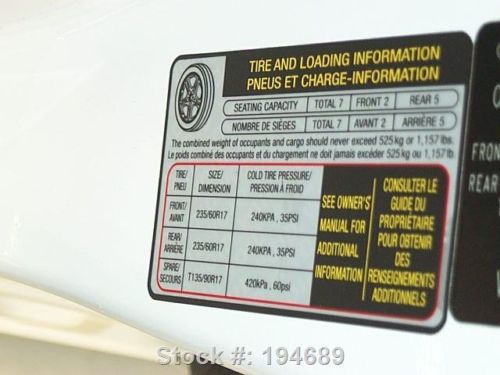 TIRE AND LOADING INFORMATION
PNEUS ET CHARGE-INFORMATION
SEATING CAPACITY TOTAL 7 FRONT 2 REAR 5
NOMBRE DE SIÈGES TOTAL 7 AVANT 2 ARRIÈRE 5
The combined weight of occupants and cargo should never exceed 525 kg or 1,157 lbs.
Le poids combiné des occupants et du chargement ne doit jamais excéder 525 kg ou 1,157 lb.
TIRE/ PNEU SIZE/ DIMENSION COLD TIRE PRESSURE/ PRESSION À FROID
FRONT/ AVANT 235/60R17 240KPA , 35PSI
REAR/ ARRIÈRE 235/60R17 240KPA , 35PSI
SPARE/ SECOURS T135/90R17 420kPA , 60psi
SEE OWNER'S
MANUAL FOR
ADDITIONAL
INFORMATION
CONSULTER LE
GUIDE DU
PROPRIÉTAIRE
POUR OBTENIR
DES
RENSEIGNEMENTS
ADDITIONNELS
FRON
REAR
Stock #: 194689